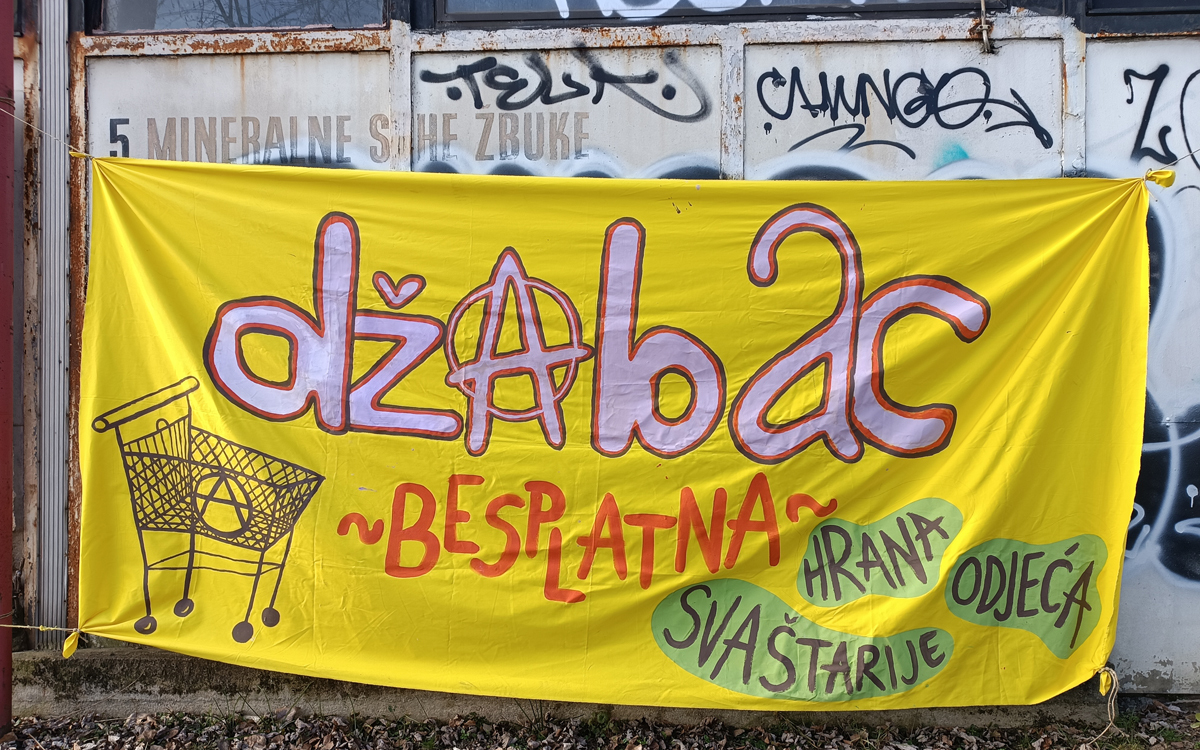 5 MINERALNE SUHE ZBUKE
džAbac
~BESPLATNA~
HRANA
ODJEĆA
SVAŠTARIJE